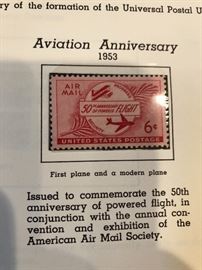 ry of the formation of the Universal Postal U
Aviation Anniversary
1953
AIR
MAIL
50th
ANNIVERSARY
OF POWERED
FLIGHT
6¢
UNITED STATES POSTAGE
First plane and a modern plane
Issued to commemorate the 50th
anniversary of powered flight, in
conjunction with the annual con-
vention and exhibition of the
American Air Mail Society.